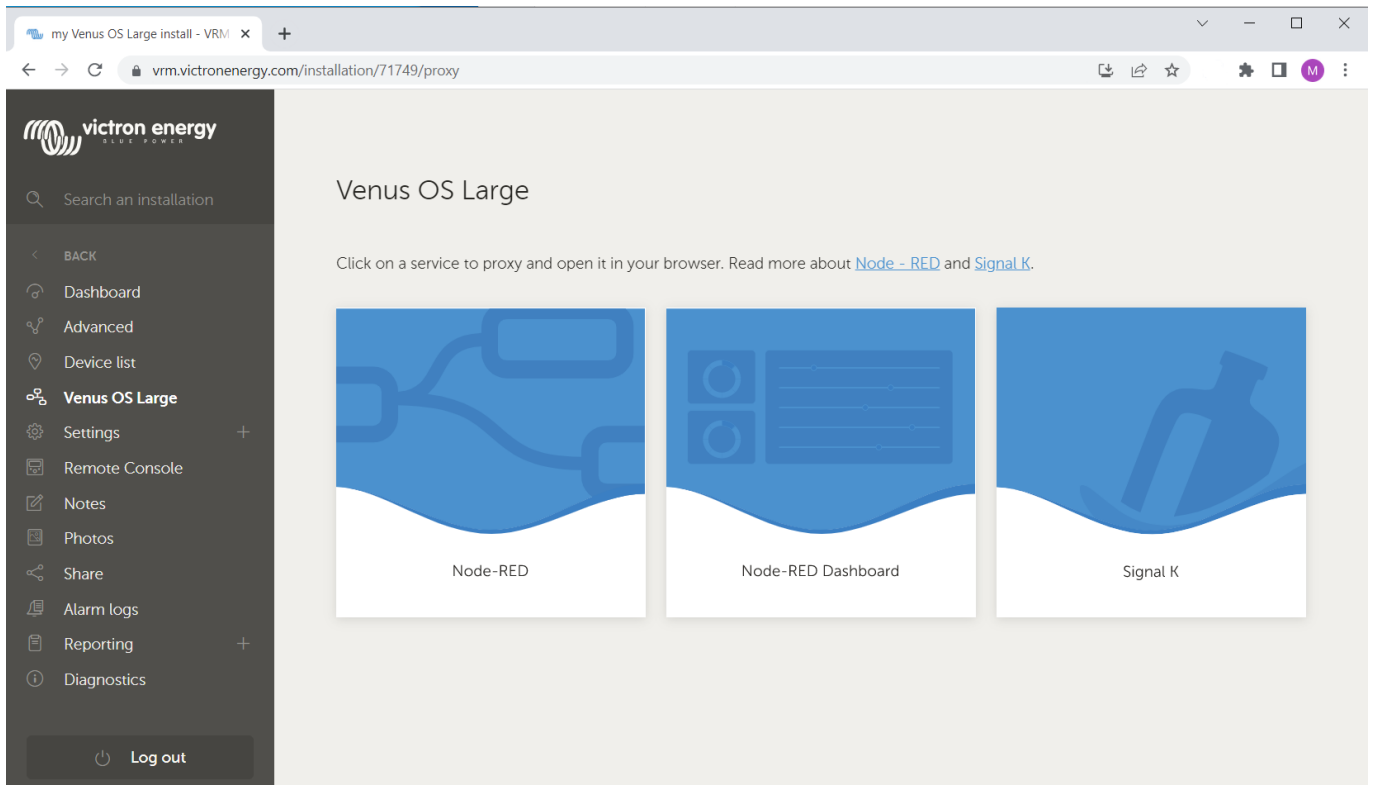 my Venus OS Large install - VRM
vrm.victronenergy.com/installation/71749/proxy
M
victron energy
BLUE POWER
Search an installation
BACK
Dashboard
Advanced
Device list
Venus OS Large
Settings
Remote Console
Notes
Photos
Share
Alarm logs
Reporting
Diagnostics
Log out
Venus OS Large
Click on a service to proxy and open it in your browser. Read more about Node - RED and Signal K.
Node-RED
Node-RED Dashboard
Signal K